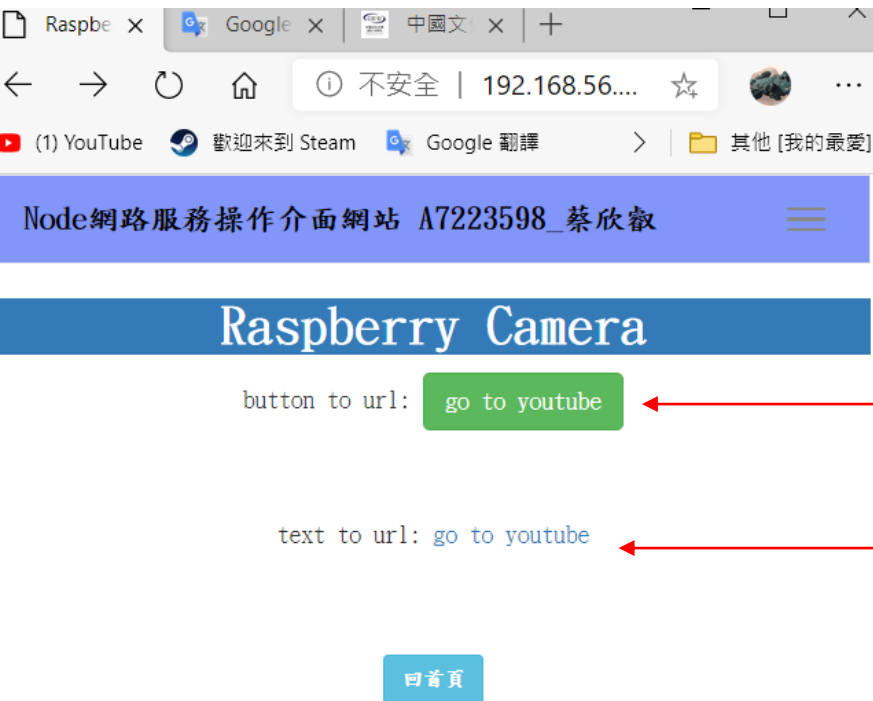 Raspbe
Google
中國文
不安全 | 192.168.56....
(1) YouTube 歡迎來到 Steam Google 翻譯 其他 [我的最愛]
Node網路服務操作介面網站 A7223598_蔡欣叡
Raspberry Camera
button to url: go to youtube
text to url: go to youtube
回首頁